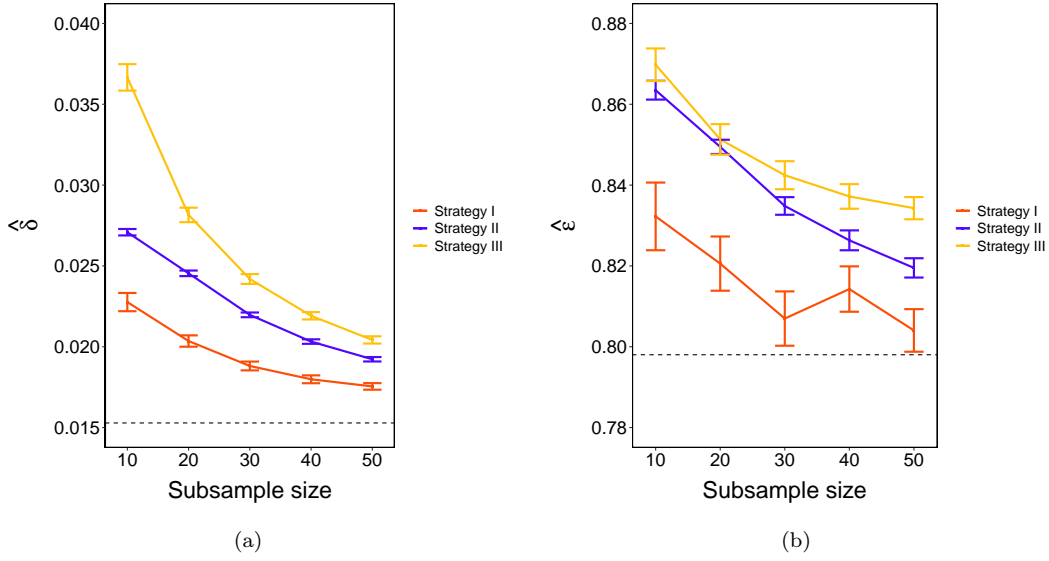 0.040
0.035
0.030
0.025
0.020
0.015
δ̂
10 20 30 40 50
Subsample size
Strategy I
Strategy II
Strategy III
(a)
0.88
0.86
0.84
0.82
0.80
0.78
ε̂
10 20 30 40 50
Subsample size
Strategy I
Strategy II
Strategy III
(b)